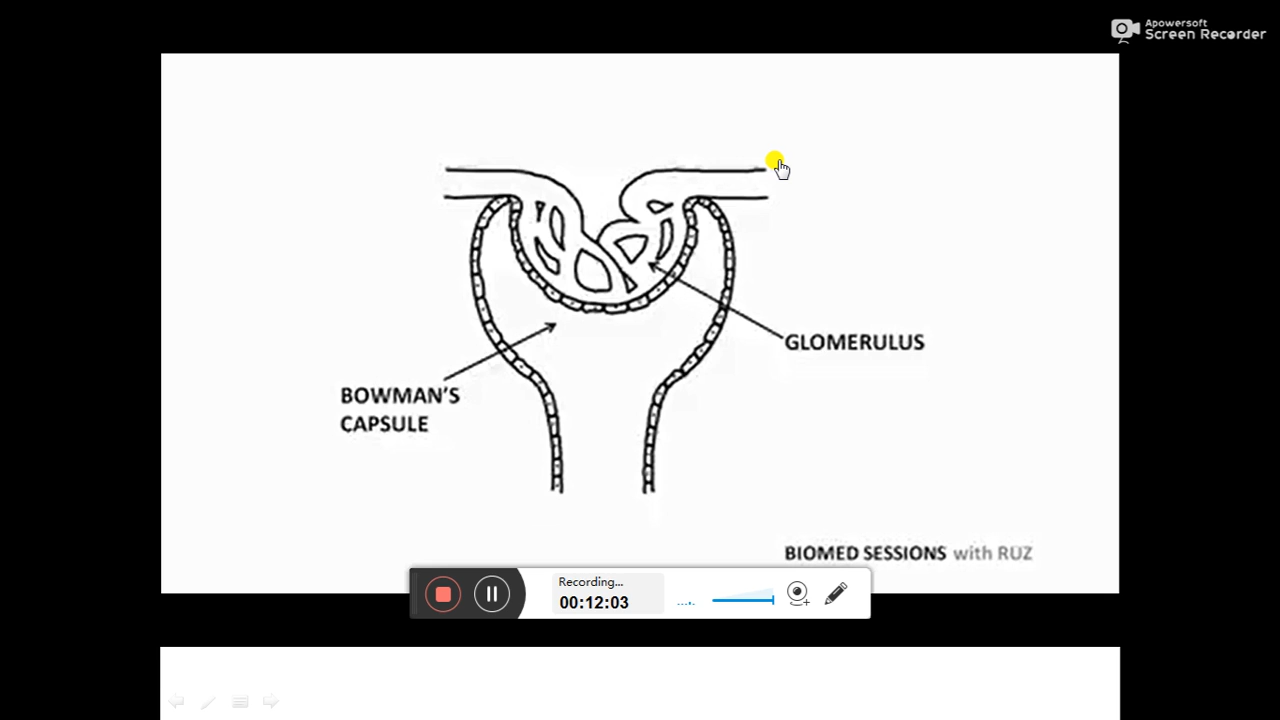 Apowersoft
Screen Recorder
GLOMERULUS
BOWMAN'S
CAPSULE
BIOMED SESSIONS with RUZ
Recording...
00:12:03